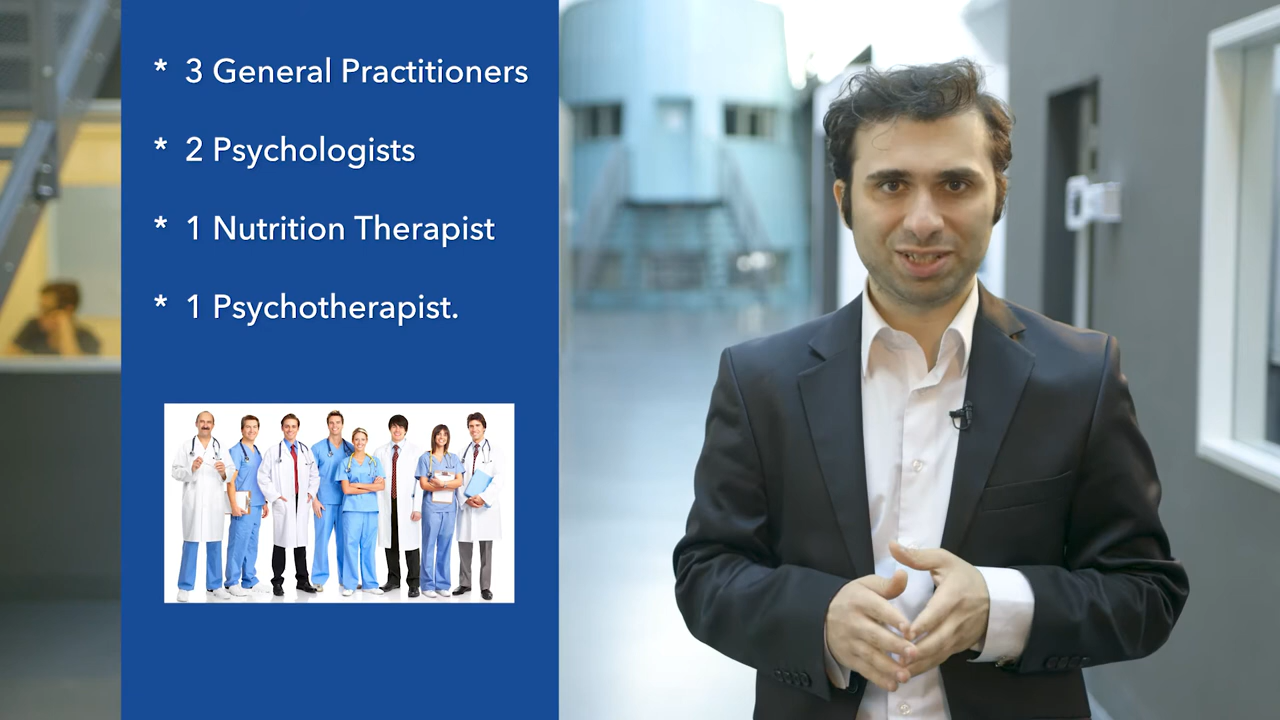 * 3 General Practitioners
* 2 Psychologists
* 1 Nutrition Therapist
* 1 Psychotherapist.